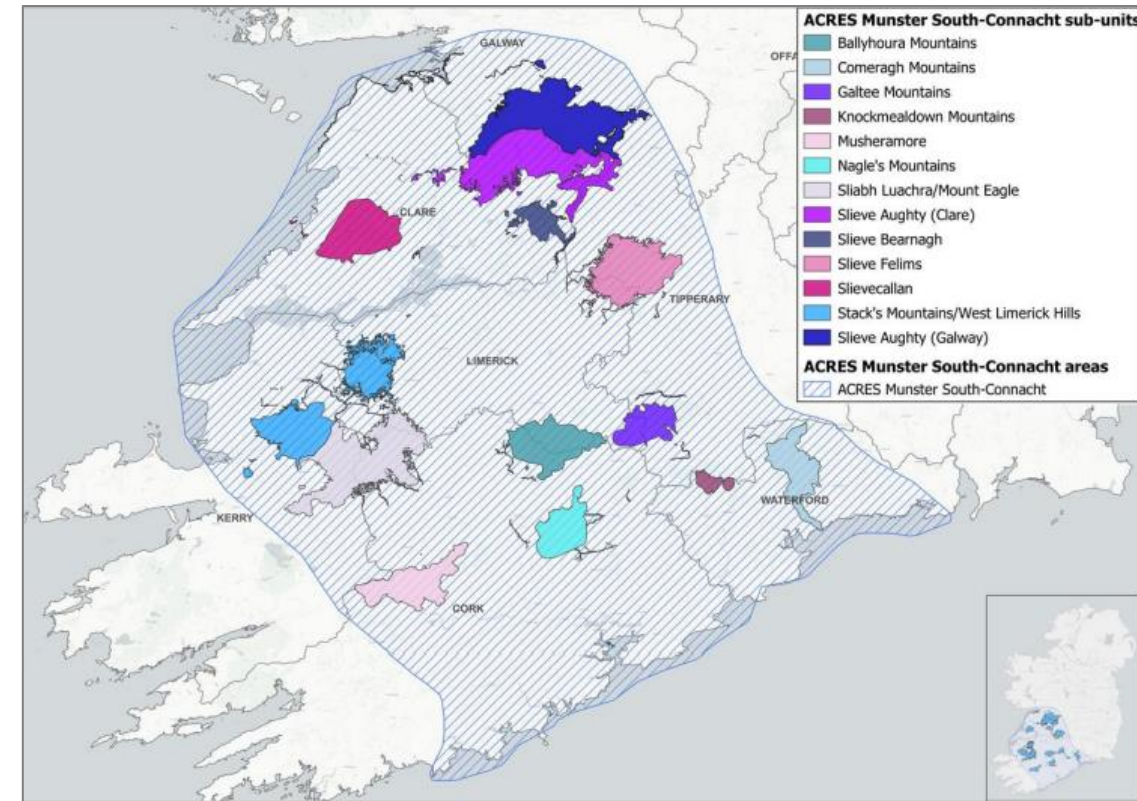 ACRES Munster South-Connacht sub-units
Ballyhoura Mountains
Comeragh Mountains
Galtee Mountains
Knockmealdown Mountains
Musheramore
Nagle's Mountains
Sliabh Luachra/Mount Eagle
Slieve Aughty (Clare)
Slieve Bearnagh
Slieve Felims
Slievecallan
Stack's Mountains/West Limerick Hills
Slieve Aughty (Galway)
ACRES Munster South-Connacht areas
ACRES Munster South-Connacht
GALWAY
OFFA
CLARE
TIPPERARY
LIMERICK
WATERFORD
KERRY
CORK